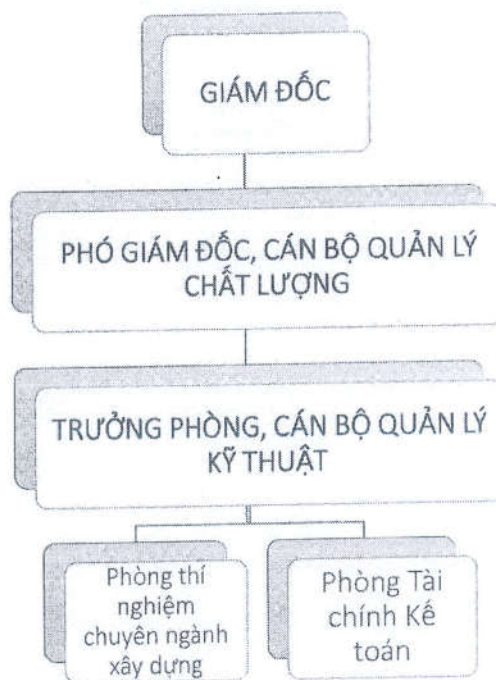 GIÁM ĐỐC
PHÓ GIÁM ĐỐC, CÁN BỘ QUẢN LÝ
CHẤT LƯỢNG
TRƯỞNG PHÒNG, CÁN BỘ QUẢN LÝ
KỸ THUẬT
Phòng thí
nghiệm
chuyên ngành
xây dựng
Phòng Tài
chính Kế
toán